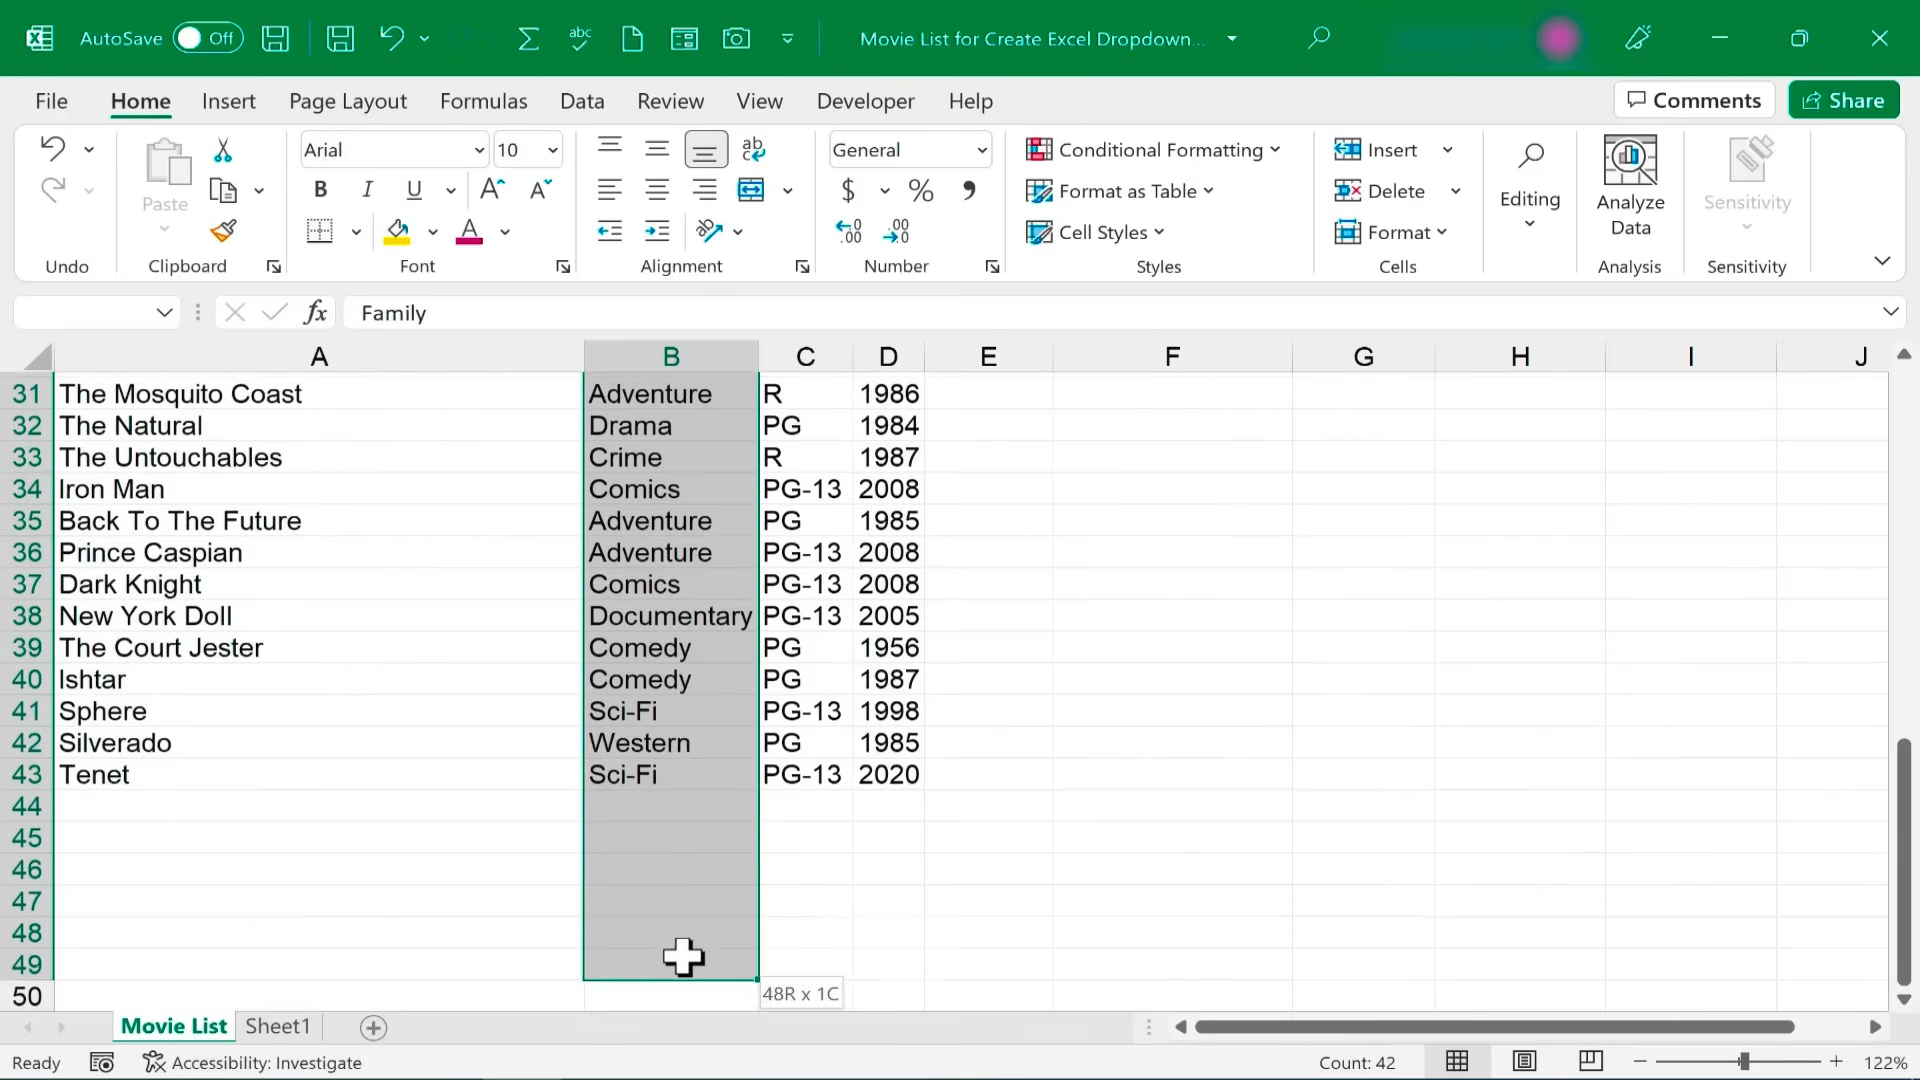 AutoSave Off abc Movie List for Create Excel Dropdown...
File Home Insert Page Layout Formulas Data Review View Developer Help Comments Share
Arial 10 ab c General Conditional Formatting Insert
Paste B I U A A $ % , Format as Table Delete Editing Analyze Data Sensitivity
A ab .00 .00 Cell Styles Format
Undo Clipboard Font Alignment Number Styles Cells Analysis Sensitivity
fx Family
A B C D E F G H I J
31 The Mosquito Coast Adventure R 1986
32 The Natural Drama PG 1984
33 The Untouchables Crime R 1987
34 Iron Man Comics PG-13 2008
35 Back To The Future Adventure PG 1985
36 Prince Caspian Adventure PG-13 2008
37 Dark Knight Comics PG-13 2008
38 New York Doll Documentary PG-13 2005
39 The Court Jester Comedy PG 1956
40 Ishtar Comedy PG 1987
41 Sphere Sci-Fi PG-13 1998
42 Silverado Western PG 1985
43 Tenet Sci-Fi PG-13 2020
44
45
46
47
48
49
50 48R x 1C
Movie List Sheet1
Ready Accessibility: Investigate Count: 42 122%